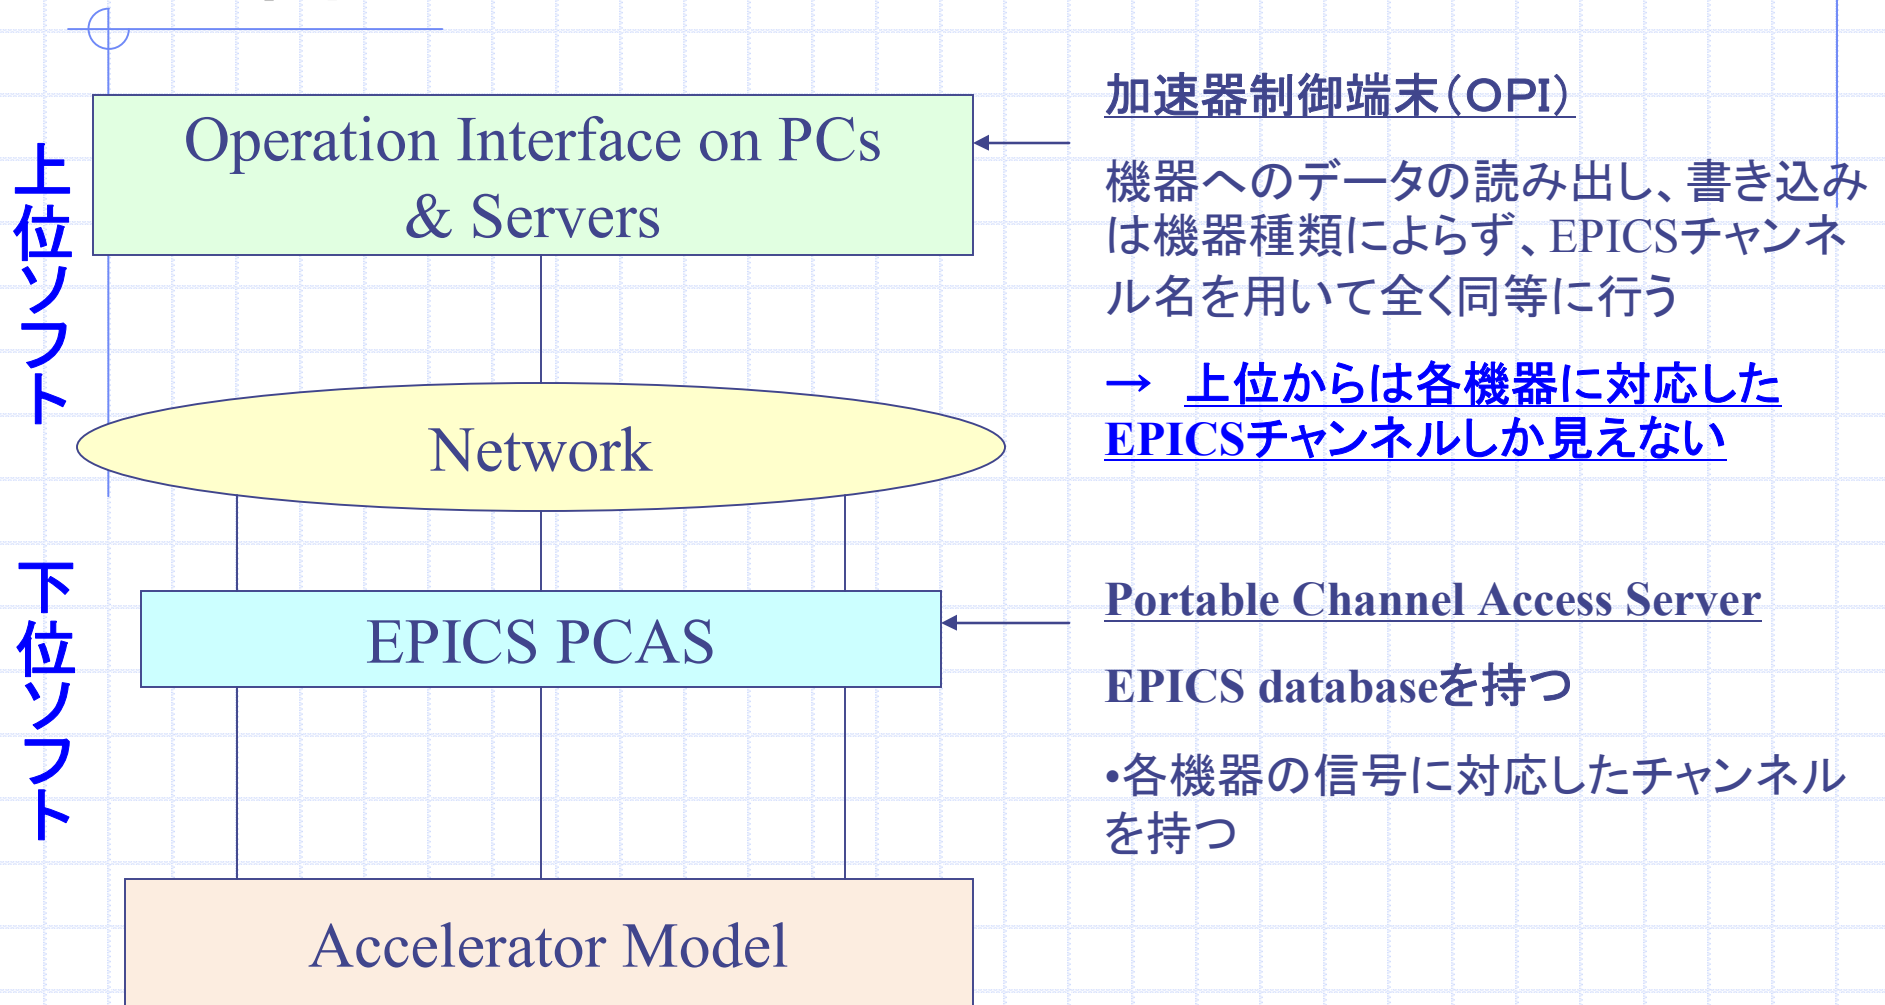 上位ソフト
Operation Interface on PCs
& Servers
Network
下位ソフト
EPICS PCAS
Accelerator Model
加速器制御端末（ＯＰＩ）
機器へのデータの読み出し、書き込み
は機器種類によらず、EPICSチャンネ
ル名を用いて全く同等に行う
→　上位からは各機器に対応した
EPICSチャンネルしか見えない
Portable Channel Access Server
EPICS databaseを持つ
•各機器の信号に対応したチャンネル
を持つ